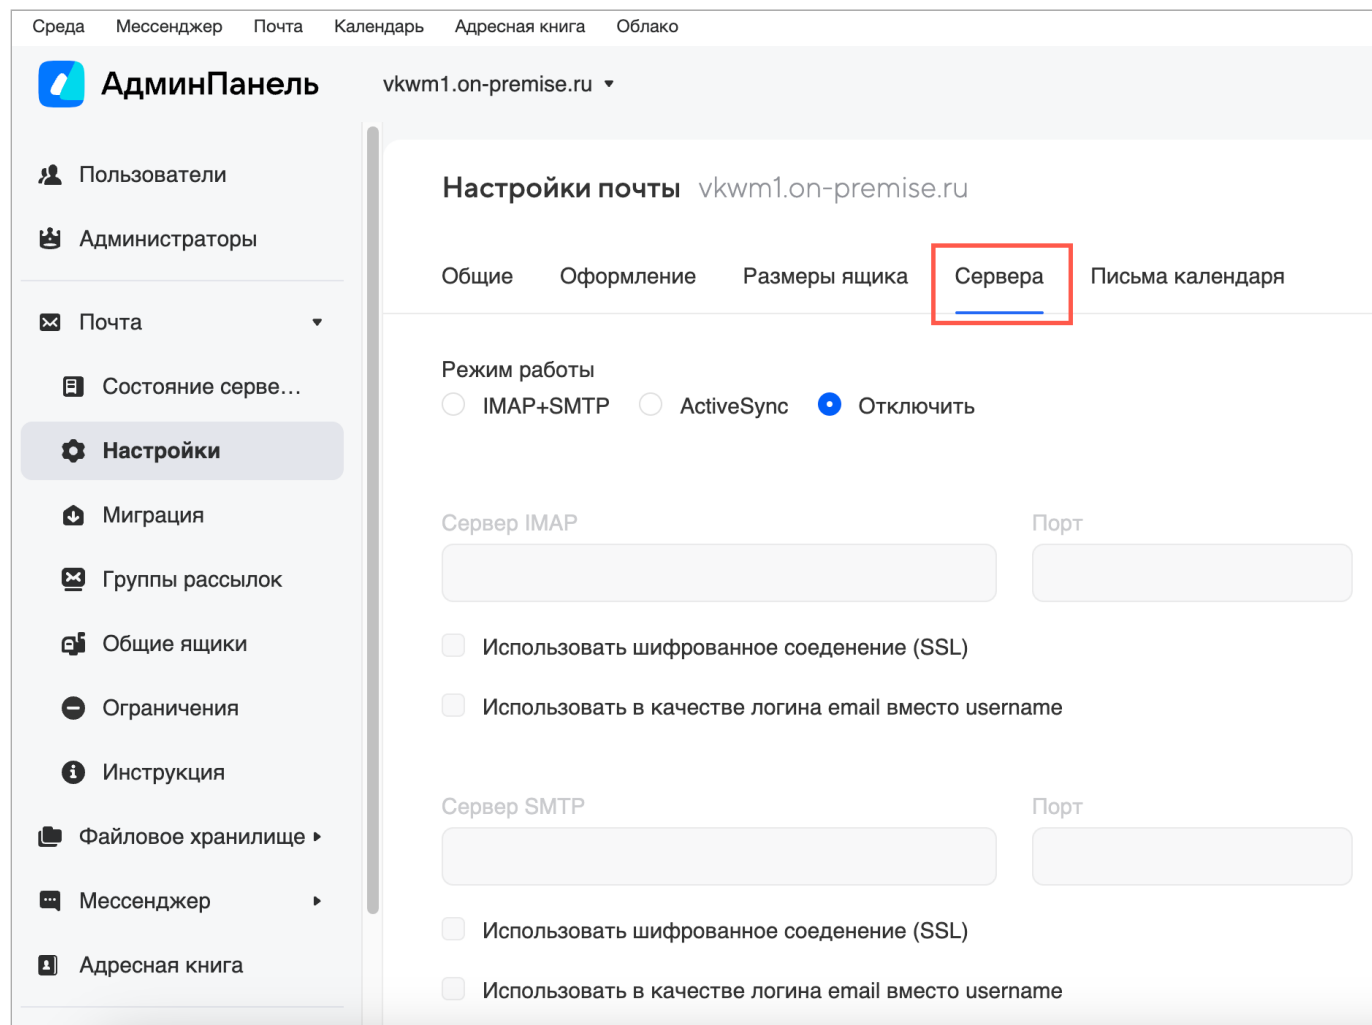 Среда Мессенджер Почта Календарь Адресная книга Облако
АдминПанель vkwm1.on-premise.ru
Пользователи
Администраторы
Почта
Состояние серве...
Настройки
Миграция
Группы рассылок
Общие ящики
Ограничения
Инструкция
Файловое хранилище
Мессенджер
Адресная книга
Настройки почты vkwm1.on-premise.ru
Общие Оформление Размеры ящика Сервера Письма календаря
Режим работы
IMAP+SMTP ActiveSync Отключить
Сервер IMAP Порт
Использовать шифрованное соеденение (SSL)
Использовать в качестве логина email вместо username
Сервер SMTP Порт
Использовать шифрованное соеденение (SSL)
Использовать в качестве логина email вместо username